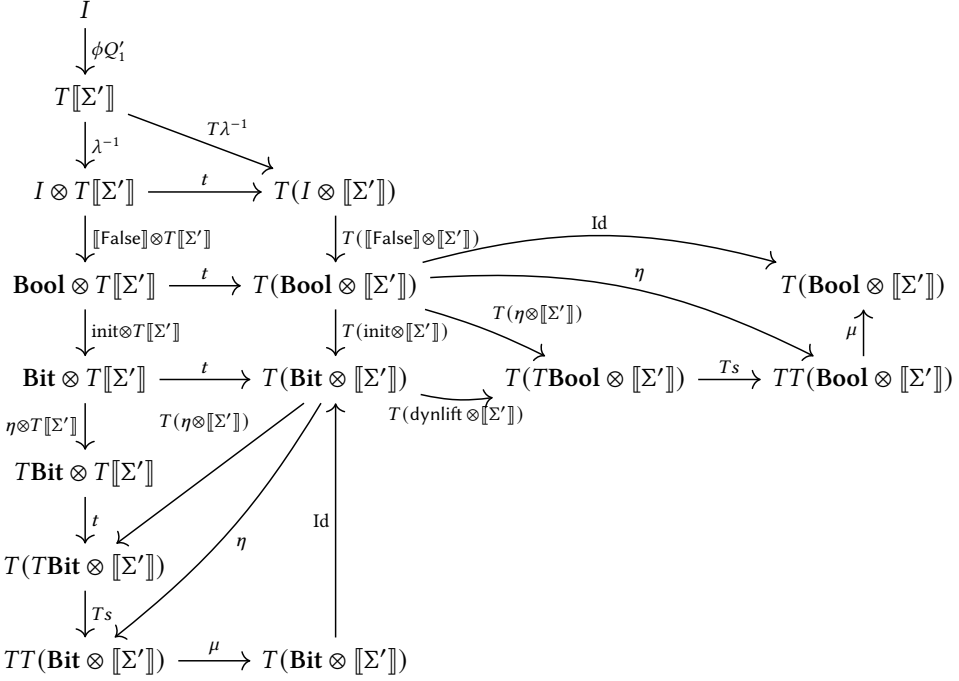 I
ϕQ′₁
T⟦Σ′⟧
λ⁻¹ Tλ⁻¹
I ⊗ T⟦Σ′⟧ t T(I ⊗ ⟦Σ′⟧)
⟦False⟧⊗T⟦Σ′⟧ T(⟦False⟧⊗⟦Σ′⟧) Id
Bool ⊗ T⟦Σ′⟧ t T(Bool ⊗ ⟦Σ′⟧) η T(Bool ⊗ ⟦Σ′⟧)
init⊗T⟦Σ′⟧ T(init⊗⟦Σ′⟧) T(η⊗⟦Σ′⟧) μ
Bit ⊗ T⟦Σ′⟧ t T(Bit ⊗ ⟦Σ′⟧) T(TBool ⊗ ⟦Σ′⟧) Ts TT(Bool ⊗ ⟦Σ′⟧)
η⊗T⟦Σ′⟧ T(η⊗⟦Σ′⟧) T(dynlift⊗⟦Σ′⟧)
TBit ⊗ T⟦Σ′⟧
t η Id
T(TBit ⊗ ⟦Σ′⟧)
Ts
TT(Bit ⊗ ⟦Σ′⟧) μ T(Bit ⊗ ⟦Σ′⟧)